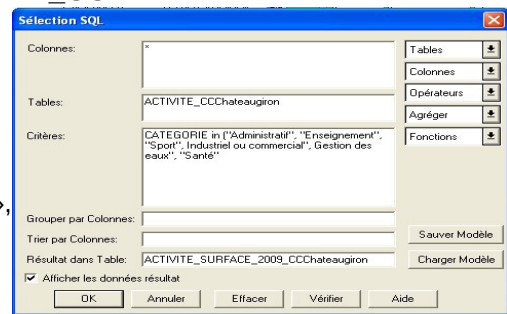 Sélection SQL
Colonnes:
*
Tables
Colonnes
Opérateurs
Agréger
Fonctions
Tables:
ACTIVITE_CCChateaugiron
Critères:
CATEGORIE in ("Administratif", "Enseignement",
"Sport", Industriel ou commercial", Gestion des
eaux", "Santé"
Grouper par Colonnes:
Trier par Colonnes:
Résultat dans Table:
ACTIVITE_SURFACE_2009_CCChateaugiron
Sauver Modèle
Charger Modèle
Afficher les données résultat
OK
Annuler
Effacer
Vérifier
Aide